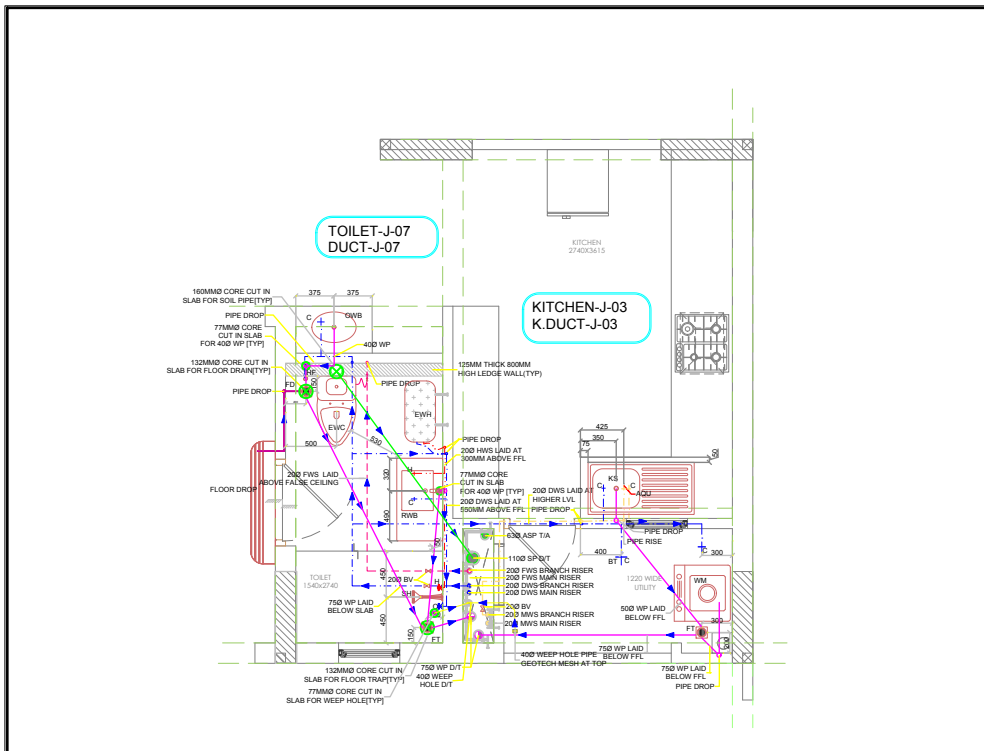 TOILET-J-07
DUCT-J-07
KITCHEN
2740X3615
KITCHEN-J-03
K.DUCT-J-03
160MMØ CORE CUT IN
SLAB FOR SOIL PIPE[TYP]
375
375
C
OWB
PIPE DROP
77MMØ CORE
CUT IN SLAB
FOR 40Ø WP [TYP]
40Ø WP
132MMØ CORE CUT IN
SLAB FOR FLOOR DRAIN[TYP]
HF
150
125MM THICK 800MM
HIGH LEDGE WALL(TYP)
PIPE DROP
FD
PIPE DROP
EWC
EWH
500
530
PIPE DROP
20Ø HWS LAID AT
300MM ABOVE FFL
77MMØ CORE
CUT IN SLAB
FOR 40Ø WP [TYP]
20Ø DWS LAID AT
550MM ABOVE FFL
20Ø FWS LAID
ABOVE FALSE CEILING
FLOOR DROP
320
H
C
490
RWB
425
350
75
50
KS
C
C
AQU
20Ø DWS LAID AT
HIGHER LVL
PIPE DROP
PIPE DROP
PIPE RISE
400
BT
C
C
300
63Ø ASP T/A
110Ø SP D/T
20Ø FWS BRANCH RISER
20Ø FWS MAIN RISER
20Ø DWS BRANCH RISER
20Ø DWS MAIN RISER
20Ø BV
20Ø MWS BRANCH RISER
20Ø MWS MAIN RISER
TOILET
1540x2740
20Ø BV
450
H
SH
C
75Ø WP LAID
BELOW SLAB
450
150
FT
1220 WIDE
UTILITY
WM
50Ø WP LAID
BELOW FFL
300
FT
200
132MMØ CORE CUT IN
SLAB FOR FLOOR TRAP[TYP]
77MMØ CORE CUT IN
SLAB FOR WEEP HOLE[TYP]
75Ø WP D/T
40Ø WEEP
HOLE D/T
40Ø WEEP HOLE PIPE
GEOTECH MESH AT TOP
75Ø WP LAID
BELOW FFL
75Ø WP LAID
BELOW FFL
PIPE DROP